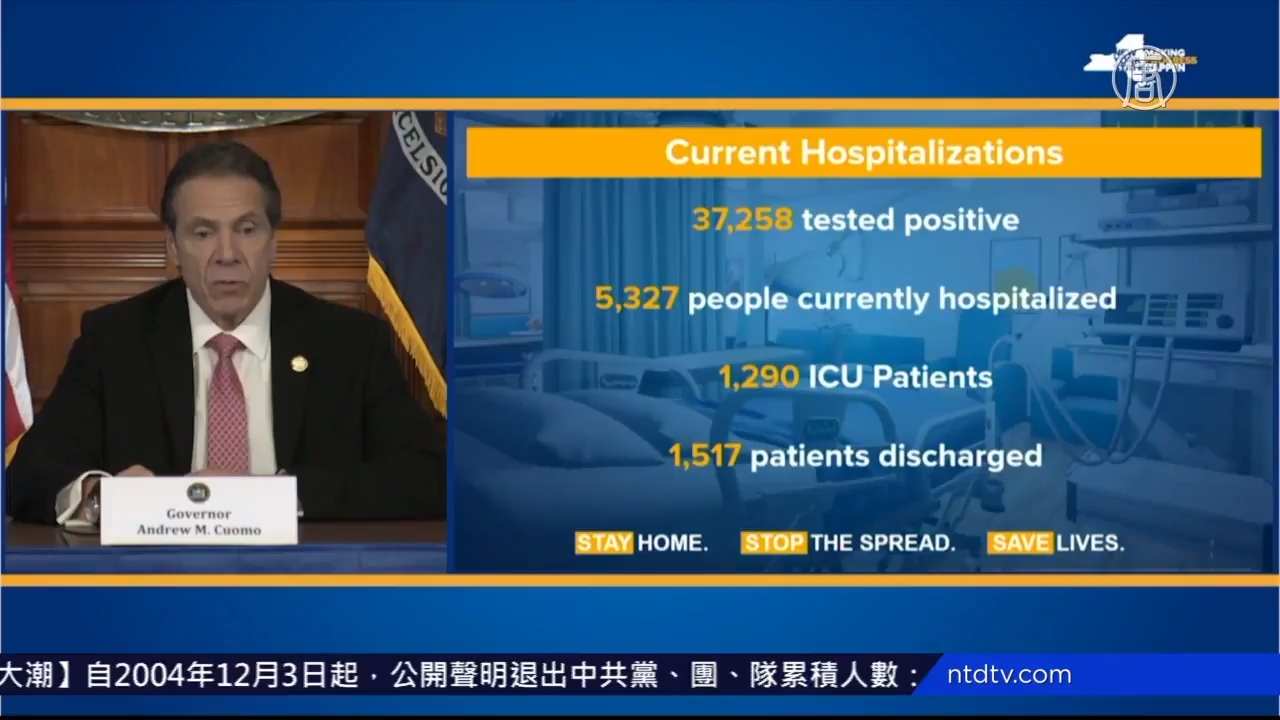 CELSIO
Current Hospitalizations
37,258 tested positive
5,327 people currently hospitalized
1,290 ICU Patients
1,517 patients discharged
Governor
Andrew M. Cuomo
STAY HOME. STOP THE SPREAD. SAVE LIVES.
大潮】自2004年12月3日起，公開聲明退出中共黨、團、隊累積人數：
ntdtv.com